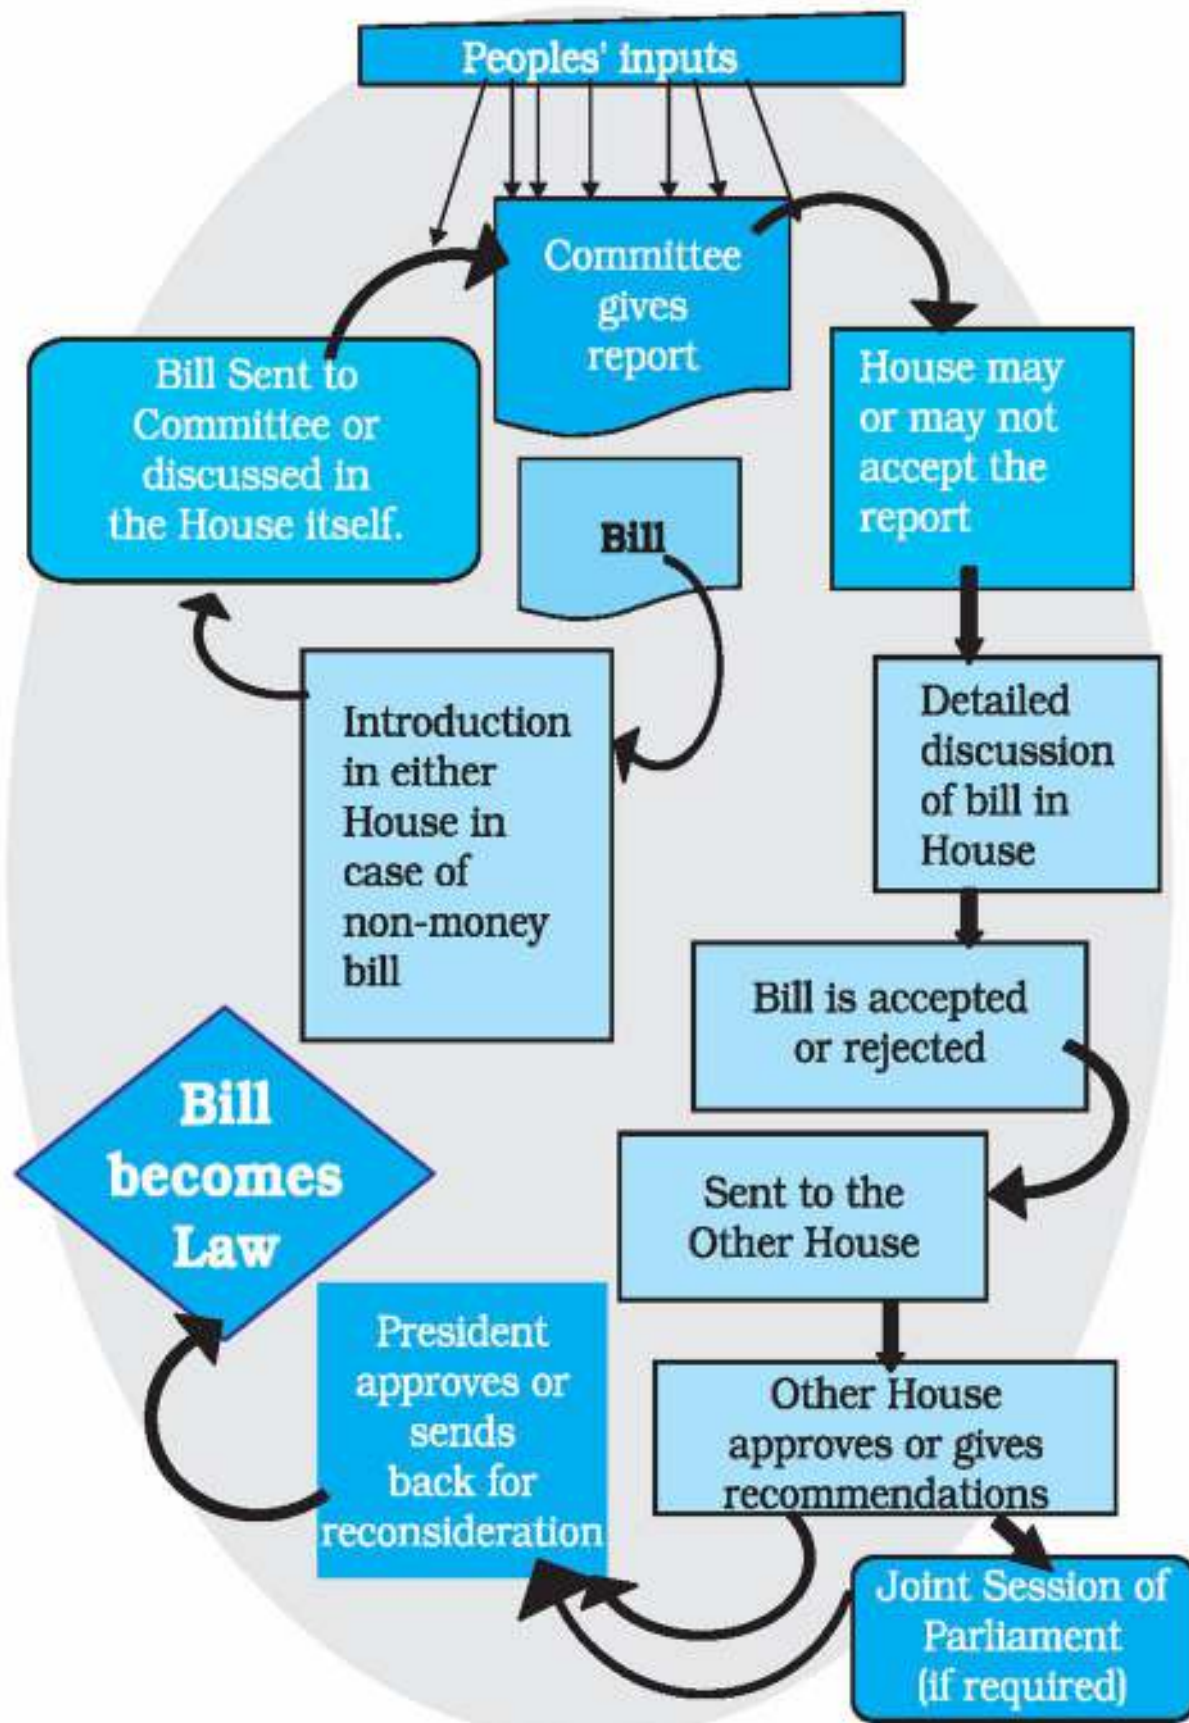 Peoples' inputs
Committee
gives
report
Bill Sent to
Committee or
discussed in
the House itself.
House may
or may not
accept the
report
Bill
Introduction
in either
House in
case of
non-money
bill
Detailed
discussion
of bill in
House
Bill is accepted
or rejected
Sent to the
Other House
Other House
approves or gives
recommendations
Joint Session of
Parliament
(if required)
President
approves or
sends
back for
reconsideration
Bill
becomes
Law